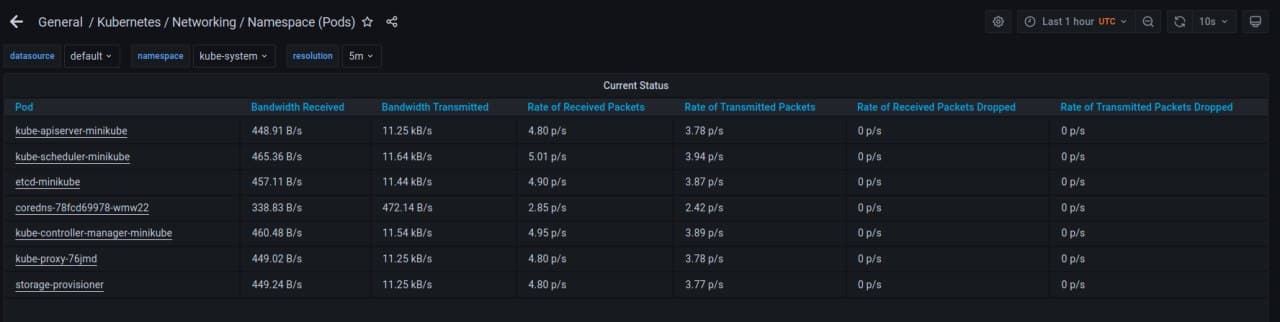 General / Kubernetes / Networking / Namespace (Pods) Last 1 hour UTC 10s
datasource default namespace kube-system resolution 5m
Current Status
Pod Bandwidth Received Bandwidth Transmitted Rate of Received Packets Rate of Transmitted Packets Rate of Received Packets Dropped Rate of Transmitted Packets Dropped
kube-apiserver-minikube 448.91 B/s 11.25 kB/s 4.80 p/s 3.78 p/s 0 p/s 0 p/s
kube-scheduler-minikube 465.36 B/s 11.64 kB/s 5.01 p/s 3.94 p/s 0 p/s 0 p/s
etcd-minikube 457.11 B/s 11.44 kB/s 4.90 p/s 3.87 p/s 0 p/s 0 p/s
coredns-78fcd69978-wmw22 338.83 B/s 472.14 B/s 2.85 p/s 2.42 p/s 0 p/s 0 p/s
kube-controller-manager-minikube 460.48 B/s 11.54 kB/s 4.95 p/s 3.89 p/s 0 p/s 0 p/s
kube-proxy-76jmd 449.02 B/s 11.25 kB/s 4.80 p/s 3.78 p/s 0 p/s 0 p/s
storage-provisioner 449.24 B/s 11.25 kB/s 4.80 p/s 3.77 p/s 0 p/s 0 p/s